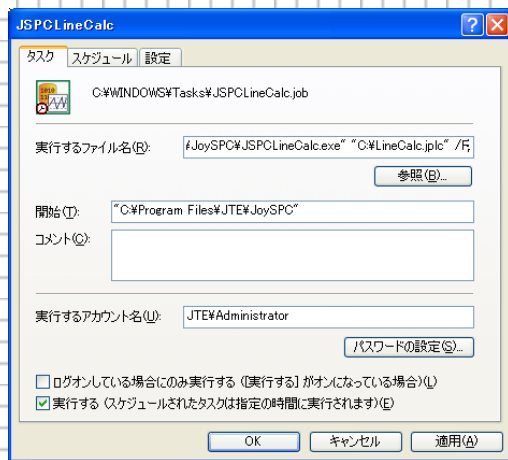 JSPCLineCalc
タスク スケジュール 設定
C:¥WINDOWS¥Tasks¥JSPCLineCalc.job
実行するファイル名(R): ¥JoySPC¥JSPCLineCalc.exe" "C:¥LineCalc.jplc" /F;
参照(B)...
開始(T): "C:¥Program Files¥JTE¥JoySPC"
コメント(C):
実行するアカウント名(U): JTE¥Administrator
パスワードの設定(S)...
ログオンしている場合にのみ実行する ([実行する] がオンになっている場合)(L)
実行する (スケジュールされたタスクは指定の時間に実行されます)(E)
OK キャンセル 適用(A)